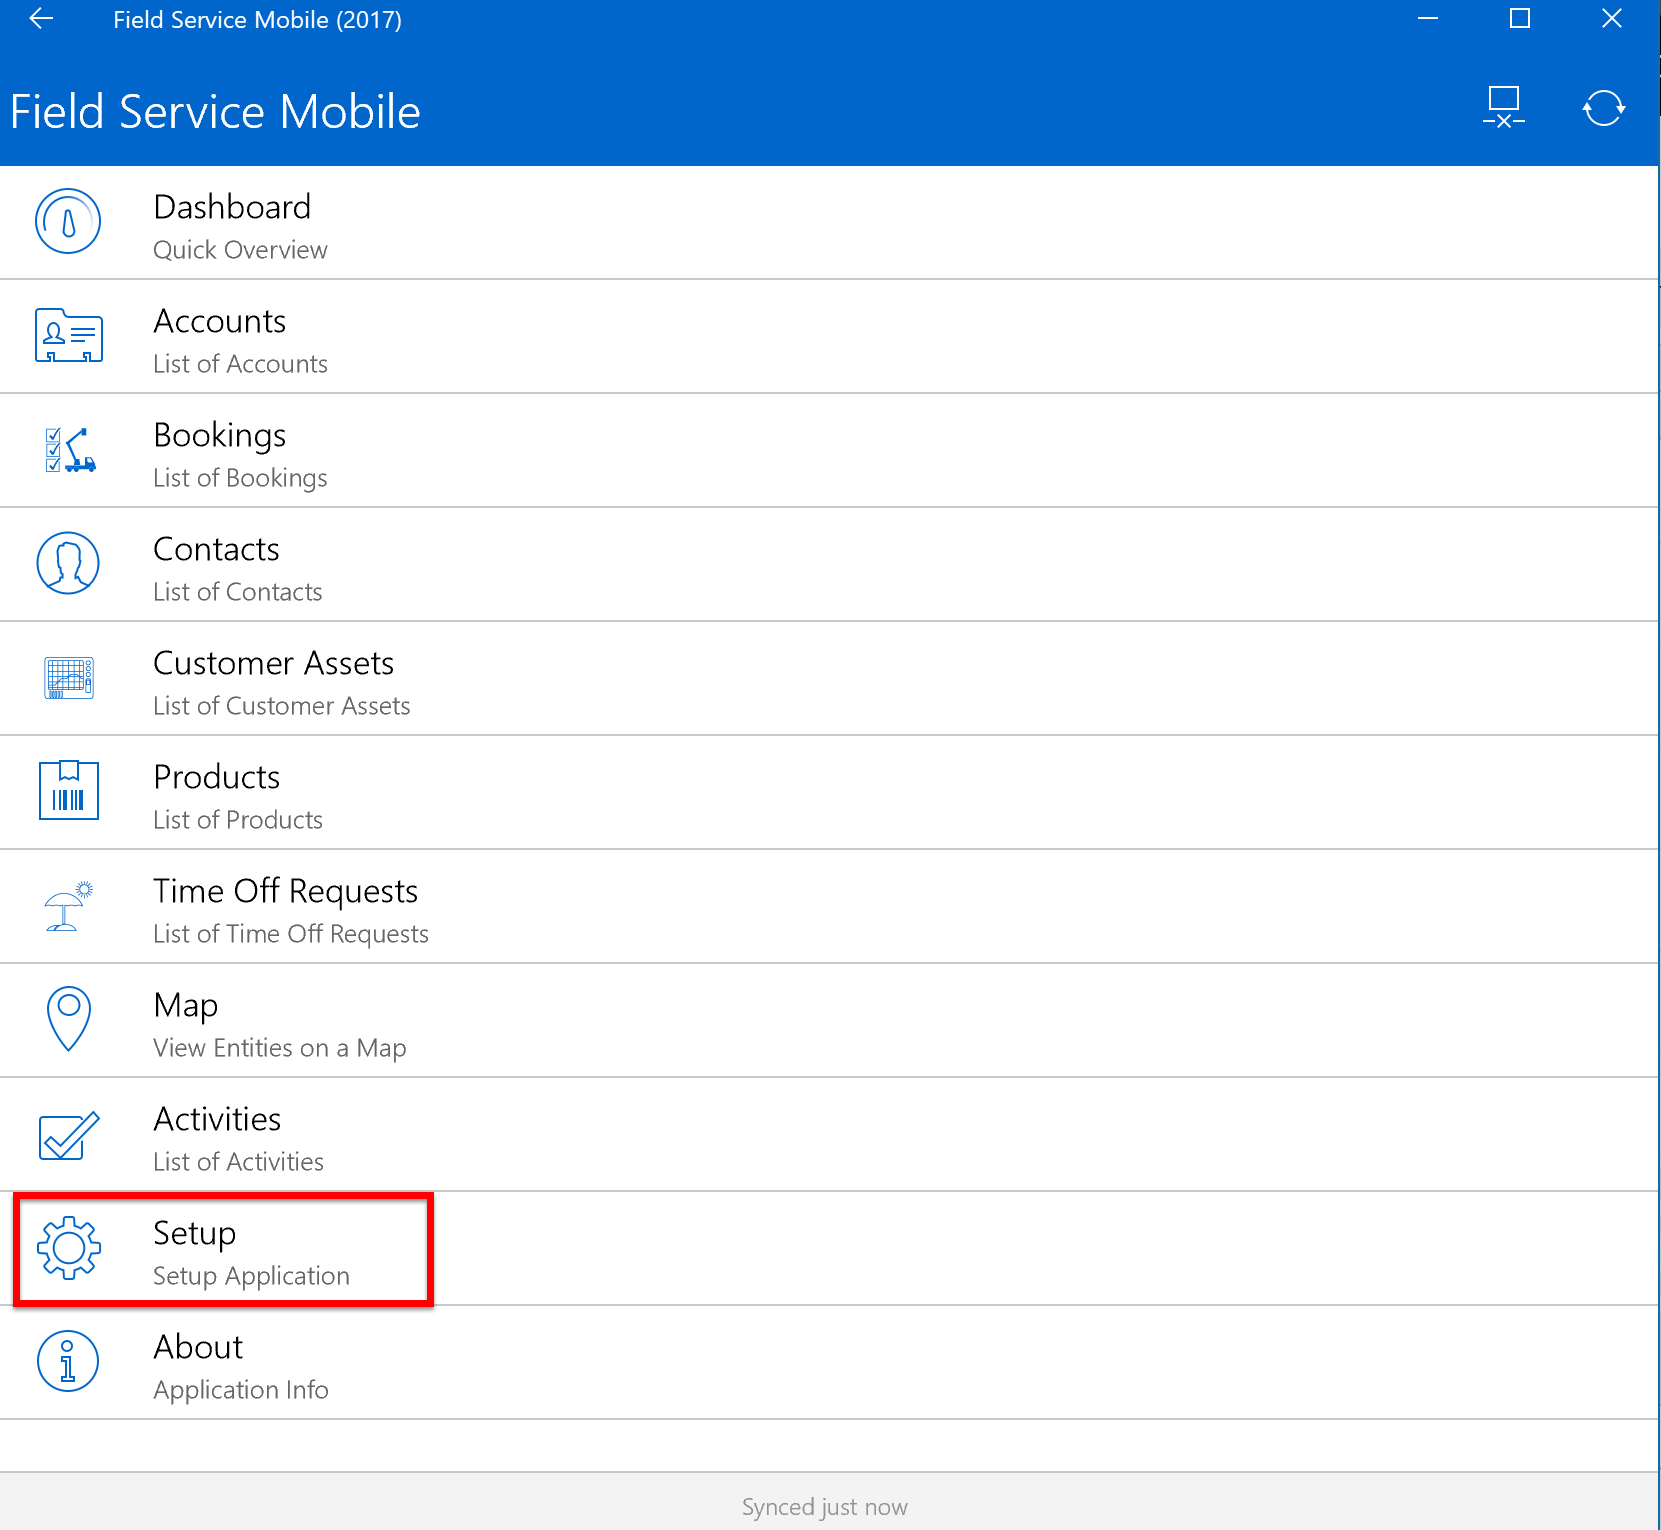 Field Service Mobile (2017)
Field Service Mobile
Dashboard
Quick Overview
Accounts
List of Accounts
Bookings
List of Bookings
Contacts
List of Contacts
Customer Assets
List of Customer Assets
Products
List of Products
Time Off Requests
List of Time Off Requests
Map
View Entities on a Map
Activities
List of Activities
Setup
Setup Application
About
Application Info
Synced just now